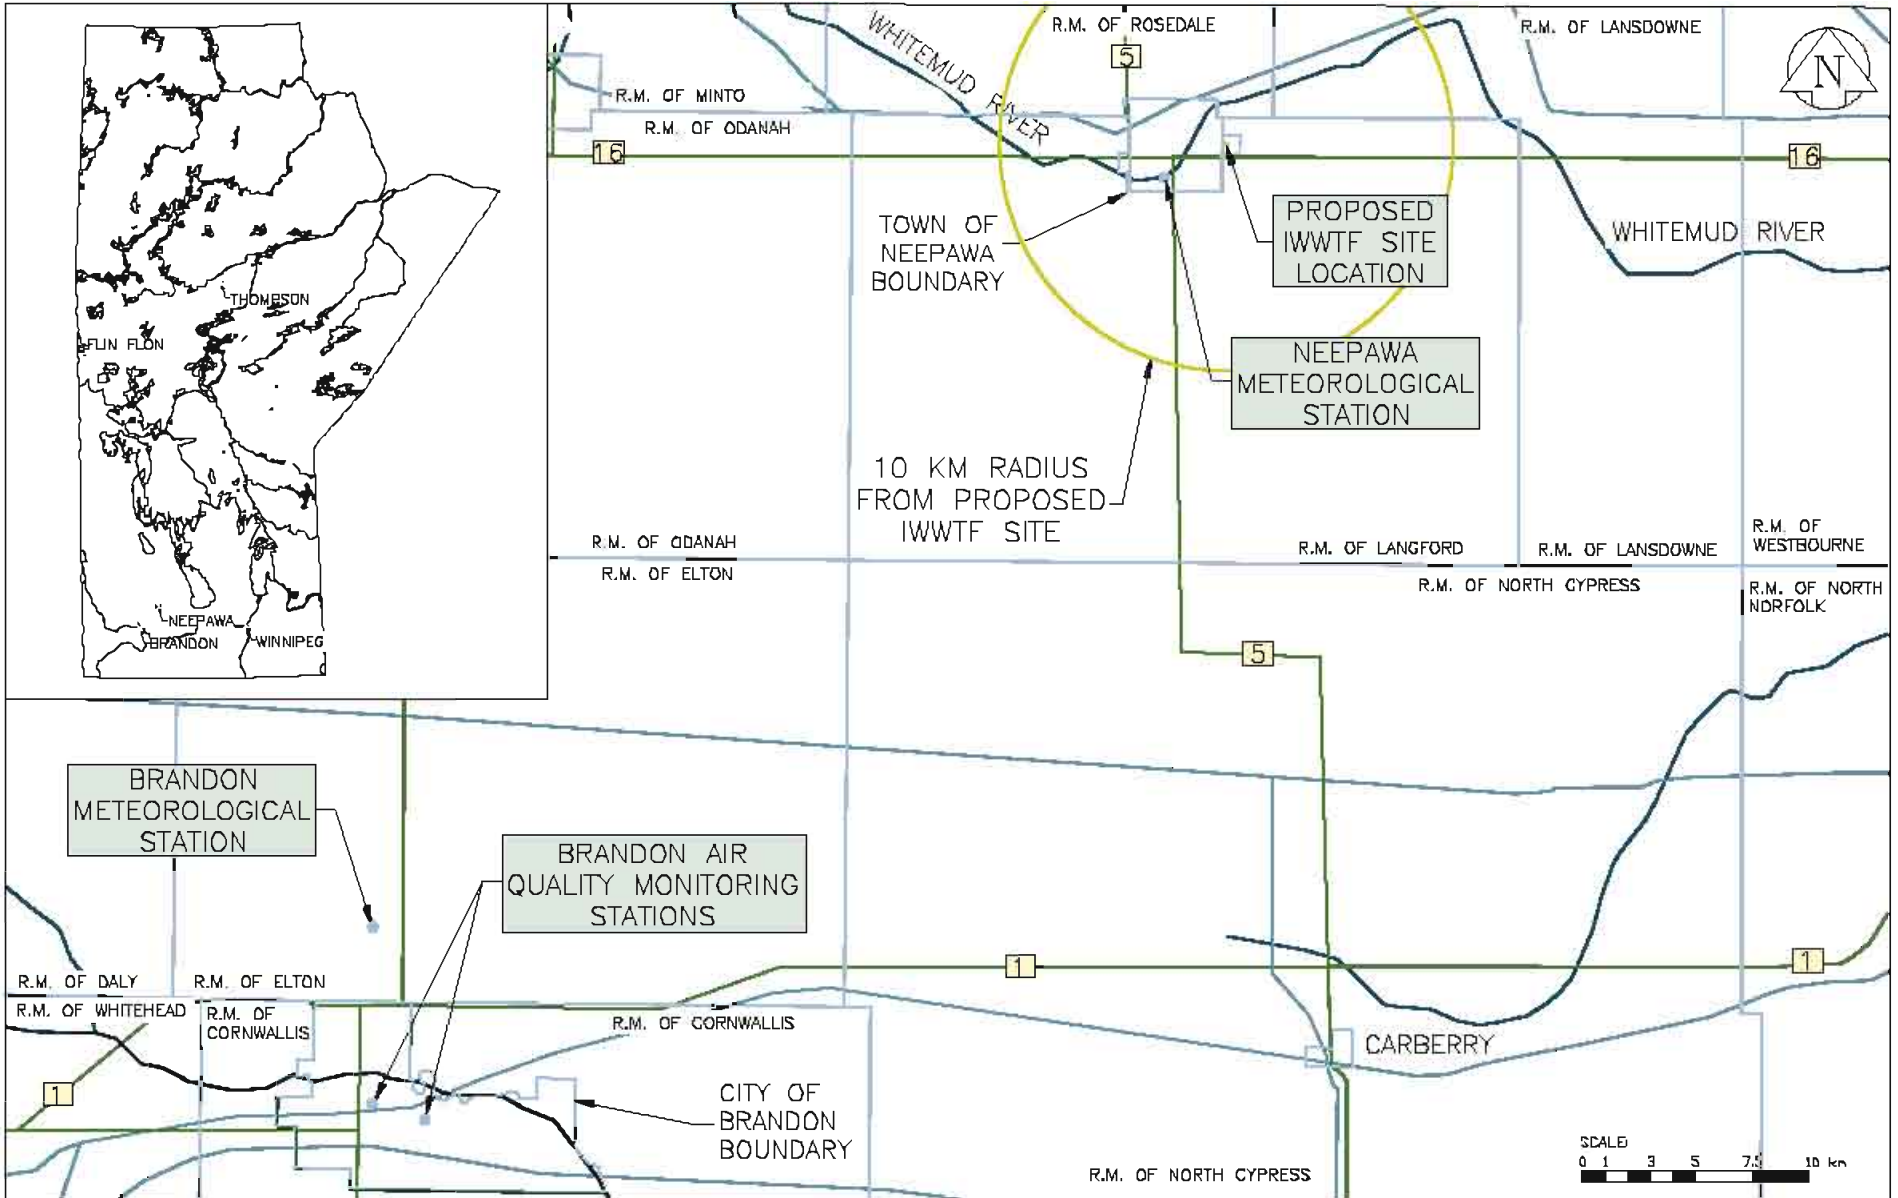 THOMPSON
FLIN FLON
NEEPAWA
BRANDON
WINNIPEG
WHITEMUD RIVER
R.M. OF ROSEDALE
5
R.M. OF LANSDOWNE
N
R.M. OF MINTO
R.M. OF ODANAH
16
16
TOWN OF
NEEPAWA
BOUNDARY
PROPOSED
IWWTF SITE
LOCATION
WHITEMUD RIVER
NEEPAWA
METEOROLOGICAL
STATION
10 KM RADIUS
FROM PROPOSED
IWWTF SITE
R.M. OF ODANAH
R.M. OF ELTON
R.M. OF LANGFORD
R.M. OF LANSDOWNE
R.M. OF
WESTBOURNE
R.M. OF NORTH CYPRESS
R.M. OF NORTH
NORFOLK
5
BRANDON
METEOROLOGICAL
STATION
BRANDON AIR
QUALITY MONITORING
STATIONS
1
1
R.M. OF DALY
R.M. OF ELTON
R.M. OF WHITEHEAD
R.M. OF
CORNWALLIS
R.M. OF CORNWALLIS
CARBERRY
1
CITY OF
BRANDON
BOUNDARY
R.M. OF NORTH CYPRESS
SCALE
0 1 3 5 7.5 10 km